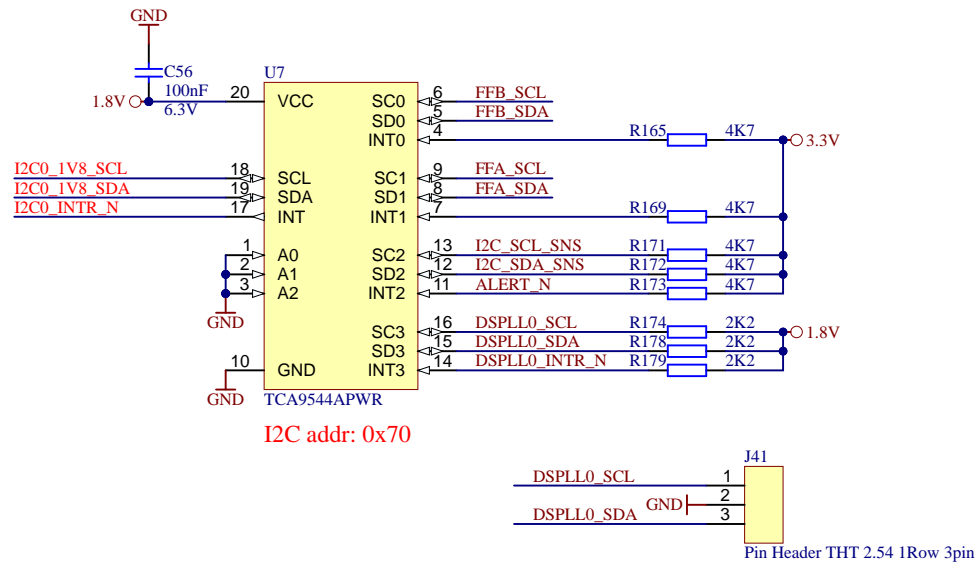 GND
C56
100nF
6.3V
1.8V
U7
20 VCC
I2C0_1V8_SCL 18 SCL
I2C0_1V8_SDA 19 SDA
I2C0_INTR_N 17 INT
1 A0
2 A1
3 A2
GND
10 GND
GND
SC0 6 FFB_SCL
SD0 5 FFB_SDA
INT0 4 R165 4K7 3.3V
SC1 9 FFA_SCL
SD1 8 FFA_SDA
INT1 7 R169 4K7
SC2 13 I2C_SCL_SNS R171 4K7
SD2 12 I2C_SDA_SNS R172 4K7
INT2 11 ALERT_N R173 4K7
SC3 16 DSPLL0_SCL R174 2K2 1.8V
SD3 15 DSPLL0_SDA R178 2K2
INT3 14 DSPLL0_INTR_N R179 2K2
TCA9544APWR
I2C addr: 0x70
J41
DSPLL0_SCL 1
GND 2
DSPLL0_SDA 3
Pin Header THT 2.54 1Row 3pin